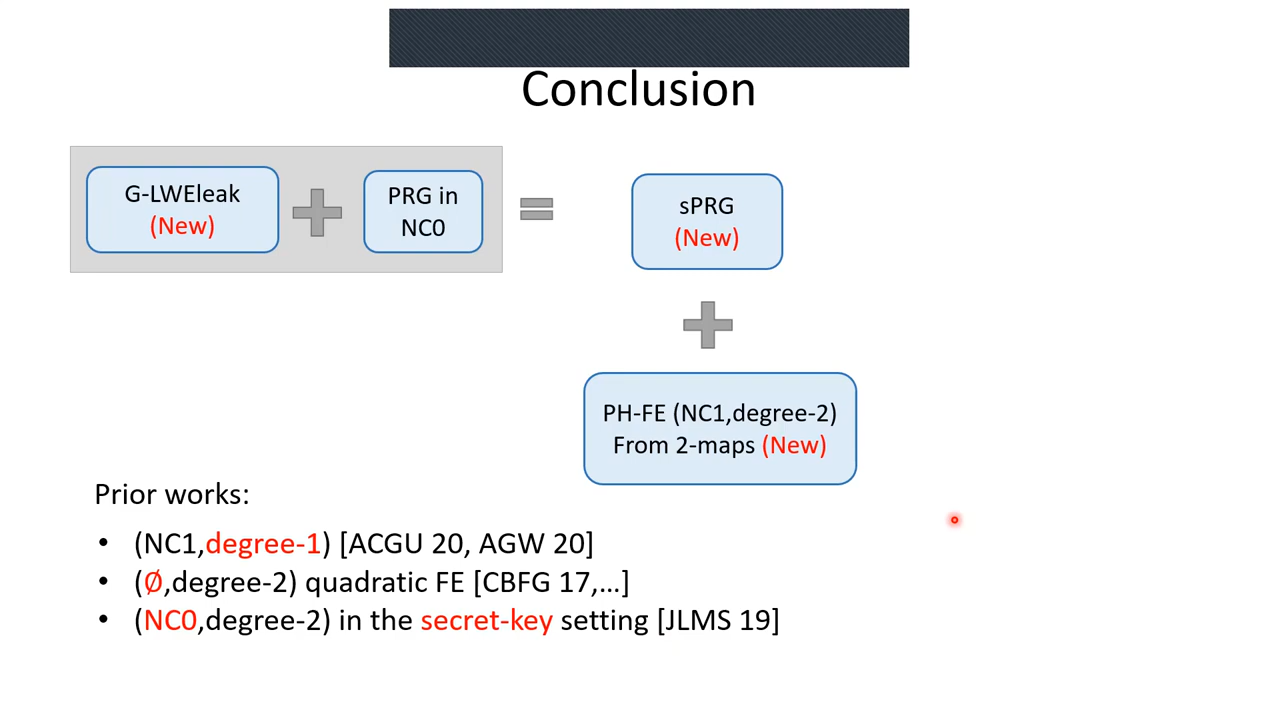 Conclusion
G-LWEleak
(New)
PRG in
NC0
sPRG
(New)
PH-FE (NC1,degree-2)
From 2-maps (New)
Prior works:
• (NC1,degree-1) [ACGU 20, AGW 20]
• (Ø,degree-2) quadratic FE [CBFG 17,...]
• (NC0,degree-2) in the secret-key setting [JLMS 19]